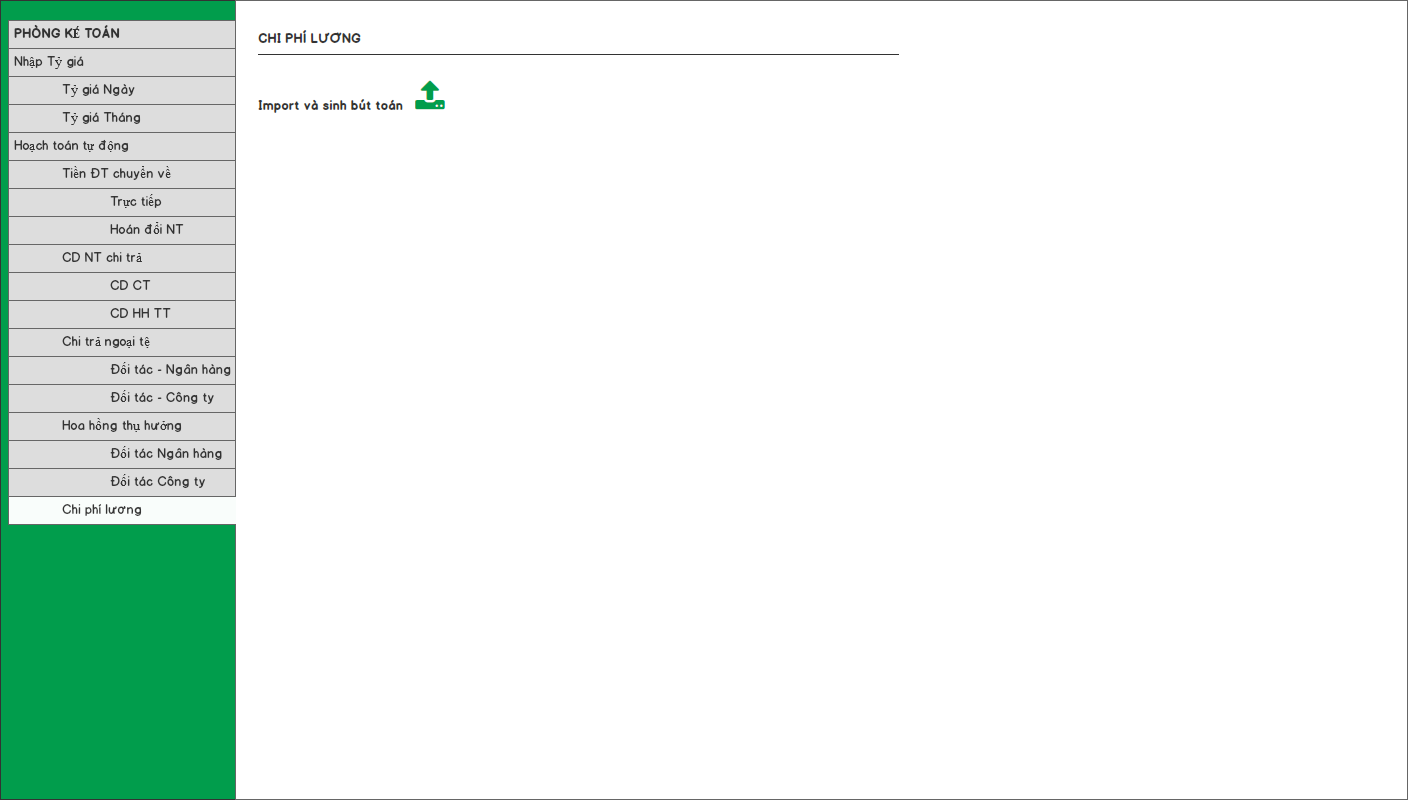 PHÒNG KẾ TOÁN
Nhập Tỷ giá
Tỷ giá Ngày
Tỷ giá Tháng
Hoạch toán tự động
Tiền ĐT chuyển về
Trực tiếp
Hoán đổi NT
CD NT chi trả
CD CT
CD HH TT
Chi trả ngoại tệ
Đối tác - Ngân hàng
Đối tác - Công ty
Hoa hồng thụ hưởng
Đối tác Ngân hàng
Đối tác Công ty
Chi phí lương
CHI PHÍ LƯƠNG
Import và sinh bút toán